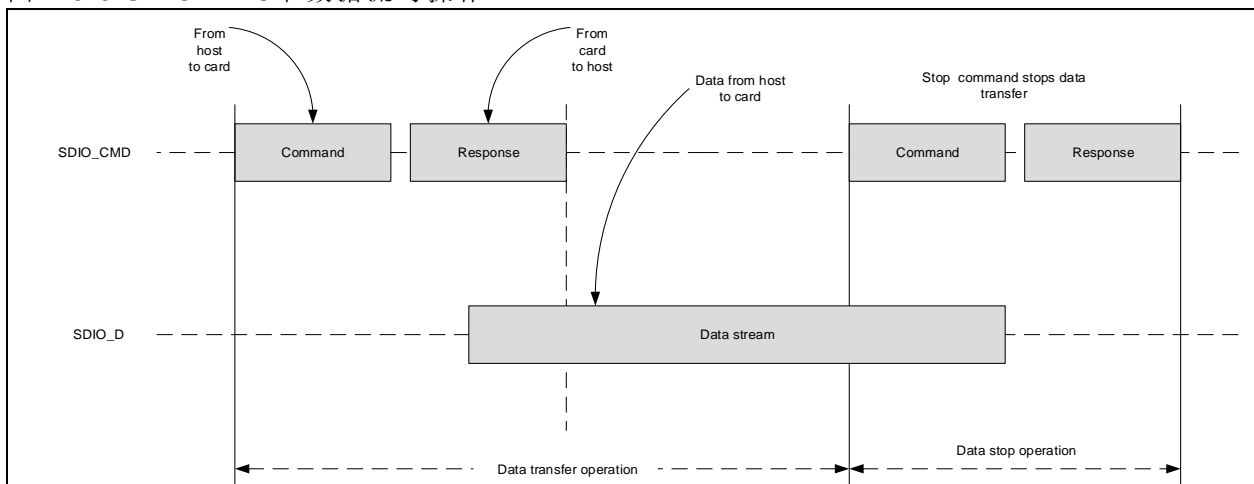 From
host
to card
From
card
to host
Data from host
to card
Stop command stops data
transfer
SDIO_CMD
Command
Response
Command
Response
SDIO_D
Data stream
Data transfer operation
Data stop operation